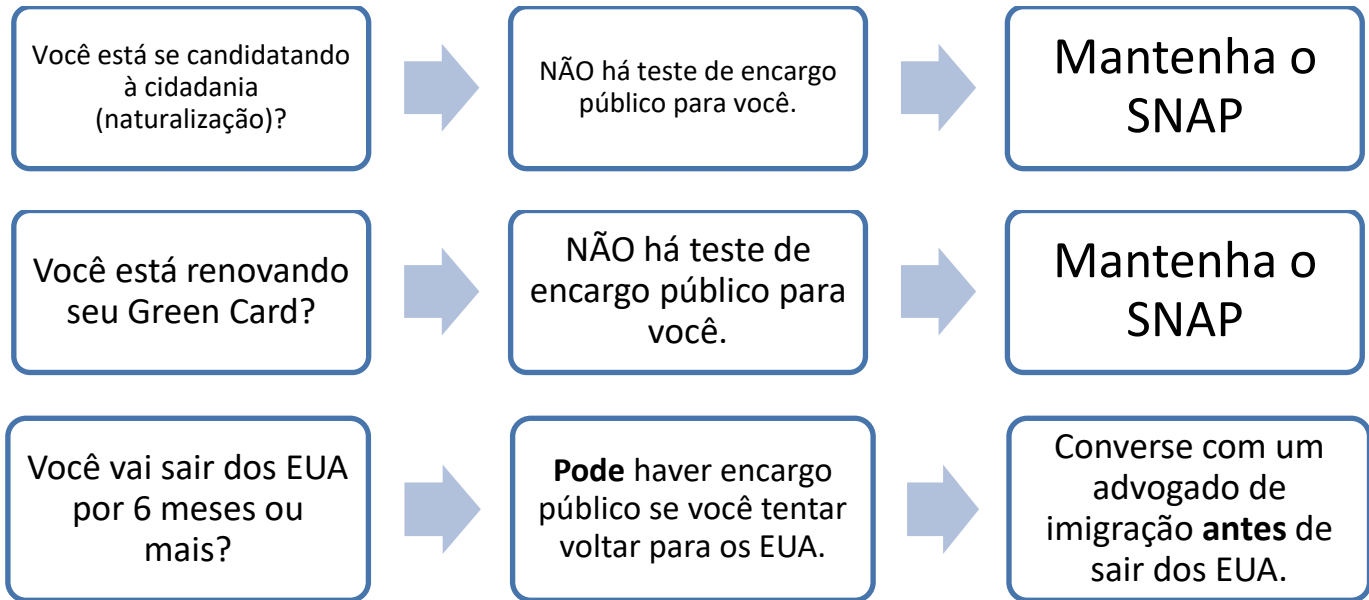 Você está se candidatando
à cidadania
(naturalização)?
NÃO há teste de encargo
público para você.
Mantenha o
SNAP
Você está renovando
seu Green Card?
NÃO há teste de
encargo público para
você.
Mantenha o
SNAP
Você vai sair dos EUA
por 6 meses ou
mais?
Pode haver encargo
público se você tentar
voltar para os EUA.
Converse com um
advogado de
imigração antes de
sair dos EUA.